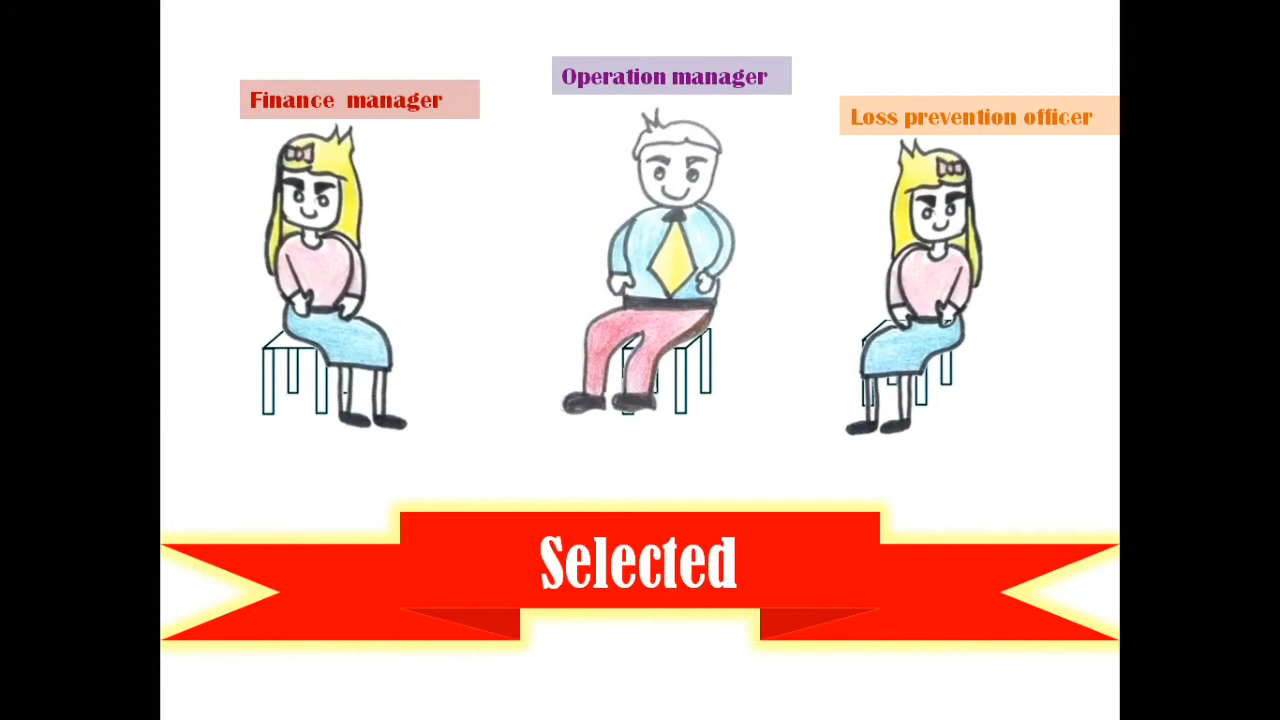 Operation manager
Finance manager
Loss prevention officer
Selected